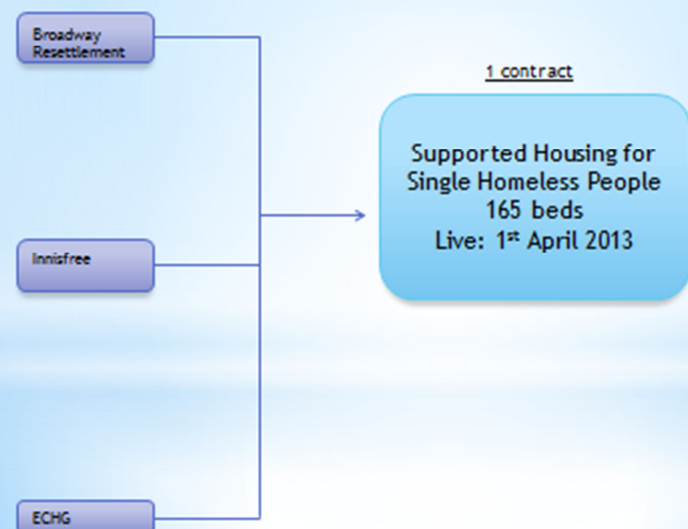 Broadway
Resettlement
1 contract
Supported Housing for
Single Homeless People
165 beds
Live: 1st April 2013
Innisfree
ECHG